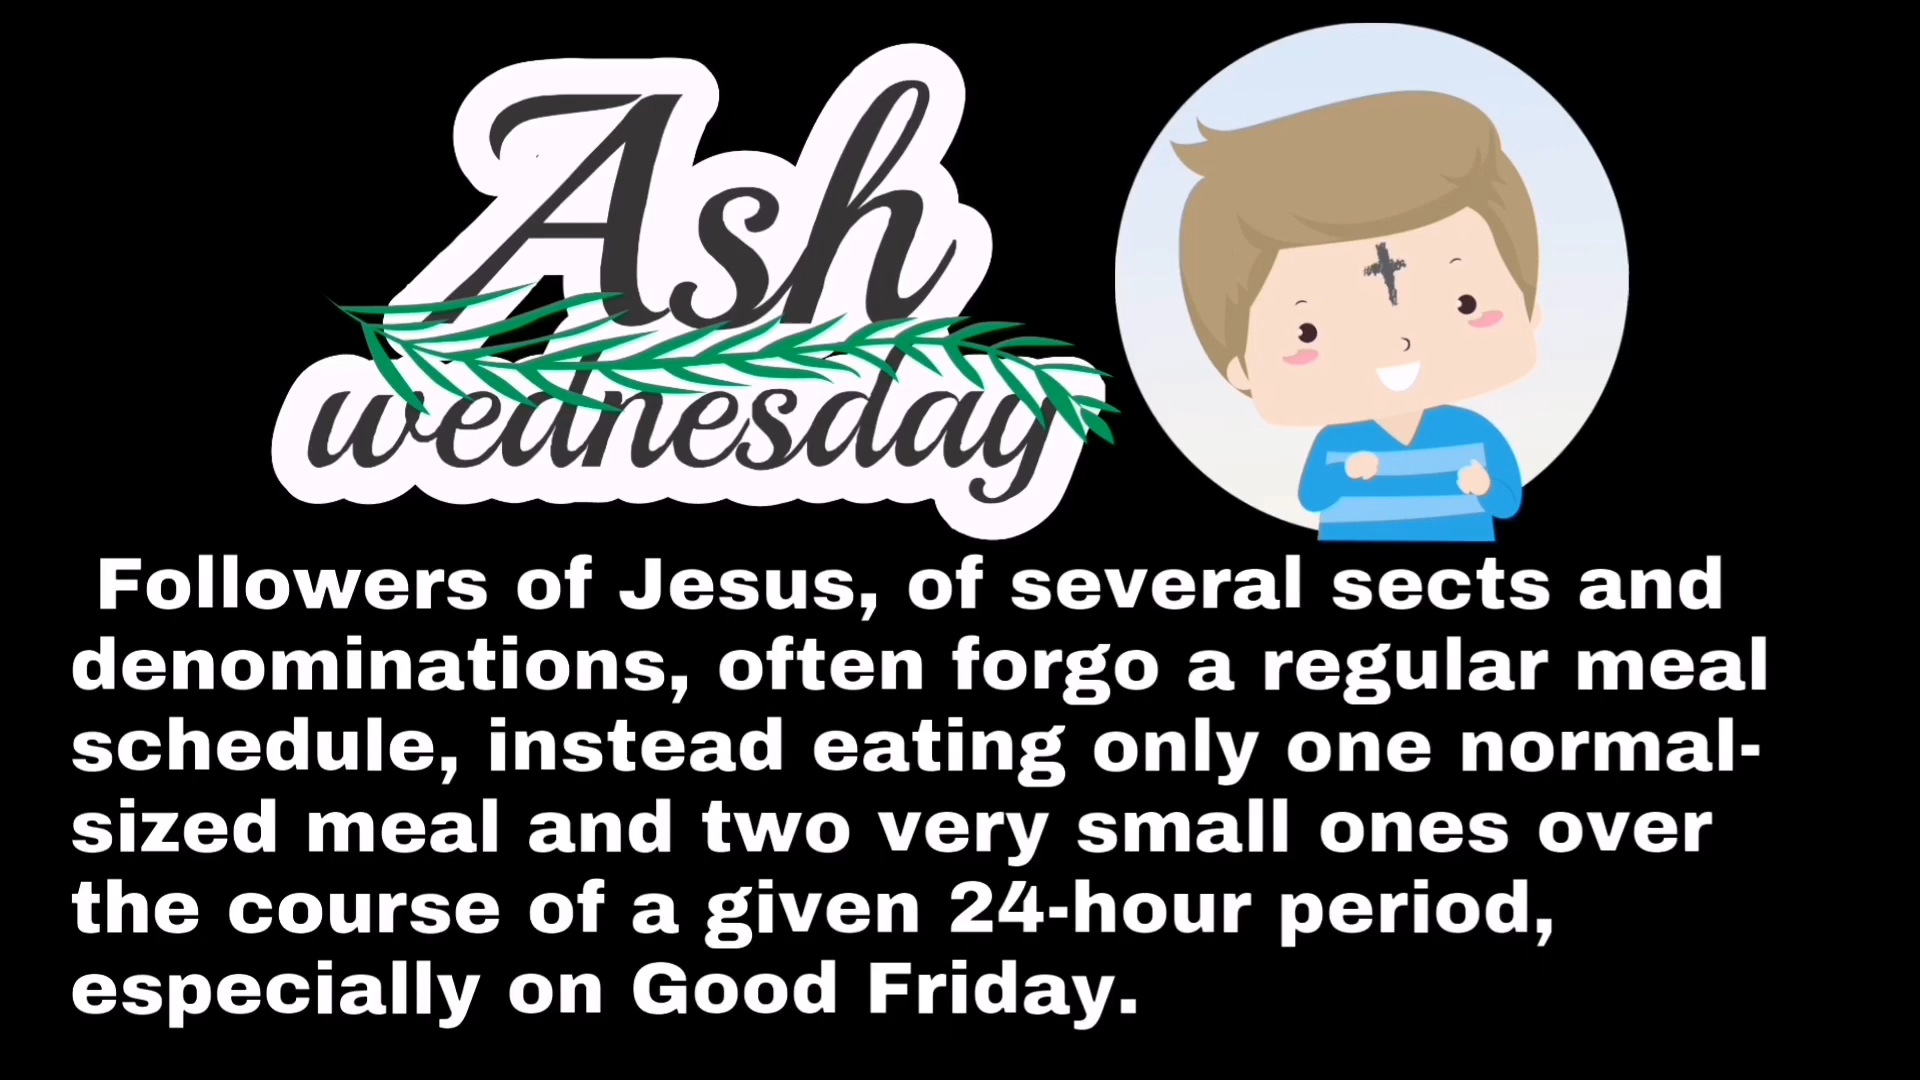 Ash
wednesday
Followers of Jesus, of several sects and
denominations, often forgo a regular meal
schedule, instead eating only one normal-
sized meal and two very small ones over
the course of a given 24-hour period,
especially on Good Friday.